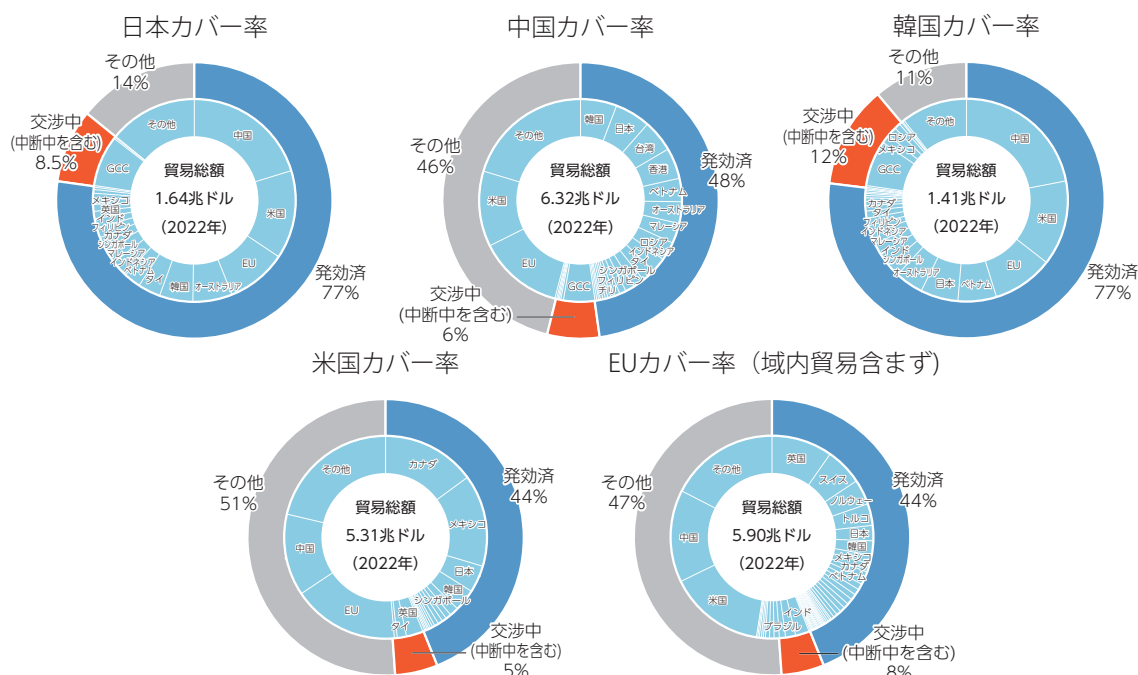 日本カバー率
その他
14%
交渉中
(中断中を含む)
8.5%
発効済
77%
その他
中国
米国
EU
オーストラリア
韓国
タイ
ベトナム
インドネシア
マレーシア
シンガポール
カナダ
フィリピン
インド
英国
メキシコ
GCC
貿易総額
1.64兆ドル
(2022年)
中国カバー率
その他
46%
発効済
48%
交渉中
(中断中を含む)
6%
その他
韓国
日本
台湾
香港
ベトナム
オーストラリア
マレーシア
ロシア
インドネシア
タイ
シンガポール
フィリピン
チリ
GCC
EU
米国
貿易総額
6.32兆ドル
(2022年)
韓国カバー率
その他
11%
交渉中
(中断中を含む)
12%
発効済
77%
その他
中国
米国
EU
ベトナム
日本
オーストラリア
シンガポール
インド
マレーシア
インドネシア
フィリピン
タイ
カナダ
GCC
メキシコ
ロシア
貿易総額
1.41兆ドル
(2022年)
米国カバー率
その他
51%
発効済
44%
交渉中
(中断中を含む)
5%
その他
カナダ
メキシコ
日本
韓国
シンガポール
英国
タイ
EU
中国
貿易総額
5.31兆ドル
(2022年)
EUカバー率（域内貿易含まず)
その他
47%
発効済
44%
交渉中
(中断中を含む)
8%
その他
英国
スイス
ノルウェー
トルコ
日本
韓国
メキシコ
カナダ
ベトナム
インド
ブラジル
米国
中国
貿易総額
5.90兆ドル
(2022年)